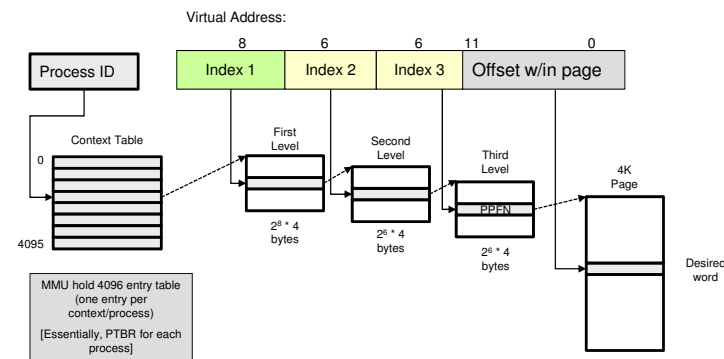 Virtual Address:
8 6 6 11 0
Process ID
Index 1 Index 2 Index 3 Offset w/in page
Context Table
0
4095
First
Level
2⁸ * 4
bytes
Second
Level
2⁶ * 4
bytes
Third
Level
PPFN
2⁶ * 4
bytes
4K
Page
Desired
word
MMU hold 4096 entry table
(one entry per
context/process)
[Essentially, PTBR for each
process]